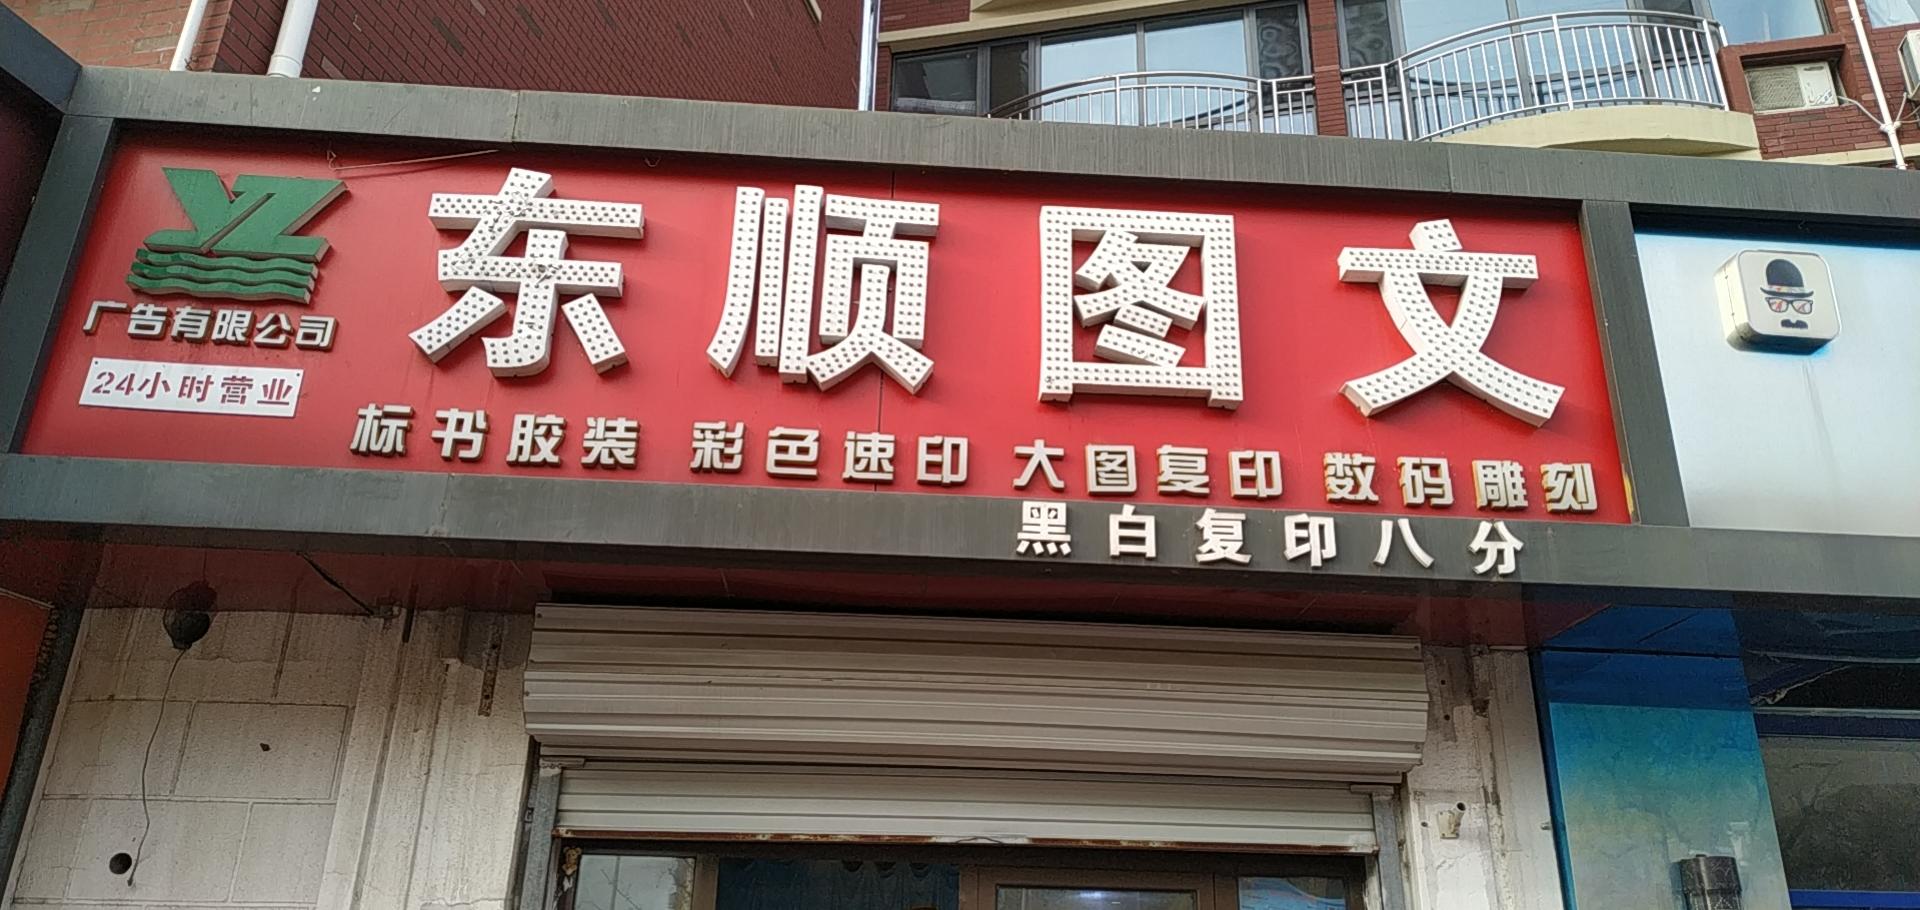 东顺图文
YZ
广告有限公司
24小时营业
标书胶装 彩色速印 大图复印 数码雕刻
黑白复印八分